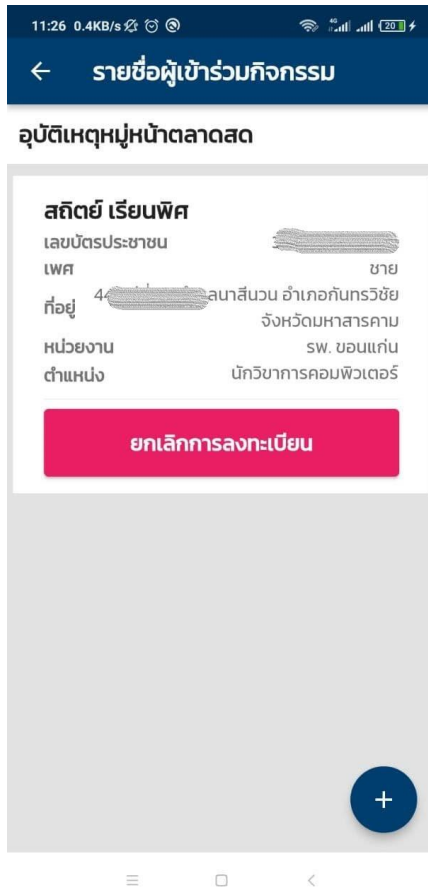 11:26 0.4KB/s 4G 20
รายชื่อผู้เข้าร่วมกิจกรรม
อุบัติเหตุหมู่หน้าตลาดสด
สถิตย์ เรียนพิศ
เลขบัตรประชาชน
เพศ ชาย
ที่อยู่ 4 ลนาสีนวน อำเภอกันทรวิชัย
จังหวัดมหาสารคาม
หน่วยงาน รพ. ขอนแก่น
ตำแหน่ง นักวิขาการคอมพิวเตอร์
ยกเลิกการลงทะเบียน
+